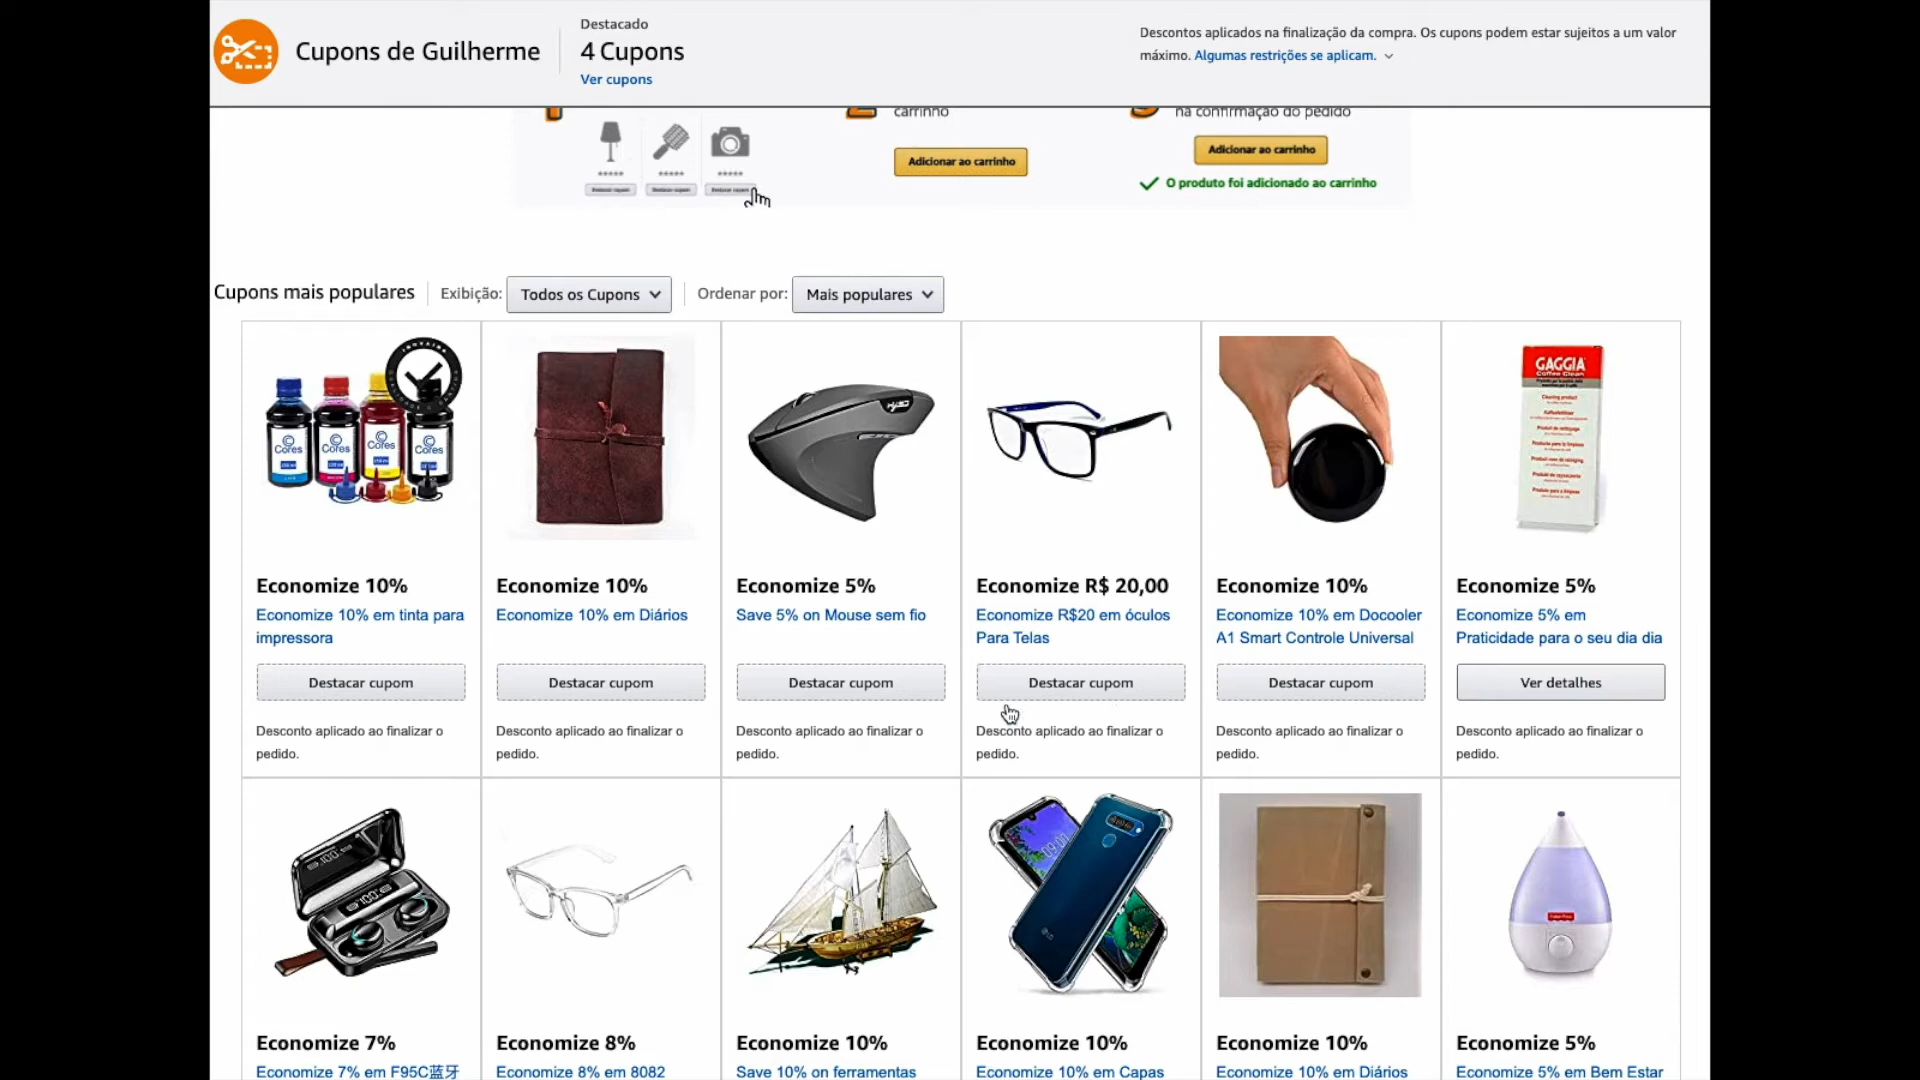 Cupons de Guilherme
Destacado
4 Cupons
Ver cupons
Descontos aplicados na finalização da compra. Os cupons podem estar sujeitos a um valor
máximo. Algumas restrições se aplicam.
carrinho
na confirmação do pedido
Adicionar ao carrinho
Adicionar ao carrinho
O produto foi adicionado ao carrinho
Cupons mais populares
Exibição:
Todos os Cupons
Ordenar por:
Mais populares
Cores
Cores
Cores
Cores
GAGGIA
Coffee Clean
Economize 10%
Economize 10% em tinta para
impressora
Destacar cupom
Desconto aplicado ao finalizar o
pedido.
Economize 10%
Economize 10% em Diários
Destacar cupom
Desconto aplicado ao finalizar o
pedido.
Economize 5%
Save 5% on Mouse sem fio
Destacar cupom
Desconto aplicado ao finalizar o
pedido.
Economize R$ 20,00
Economize R$20 em óculos
Para Telas
Destacar cupom
Desconto aplicado ao finalizar o
pedido.
Economize 10%
Economize 10% em Docooler
A1 Smart Controle Universal
Destacar cupom
Desconto aplicado ao finalizar o
pedido.
Economize 5%
Economize 5% em
Praticidade para o seu dia dia
Ver detalhes
Desconto aplicado ao finalizar o
pedido.
Economize 7%
Economize 7% em F95C蓝牙
Economize 8%
Economize 8% em 8082
Economize 10%
Save 10% on ferramentas
Economize 10%
Economize 10% em Capas
Economize 10%
Economize 10% em Diários
Economize 5%
Economize 5% em Bem Estar